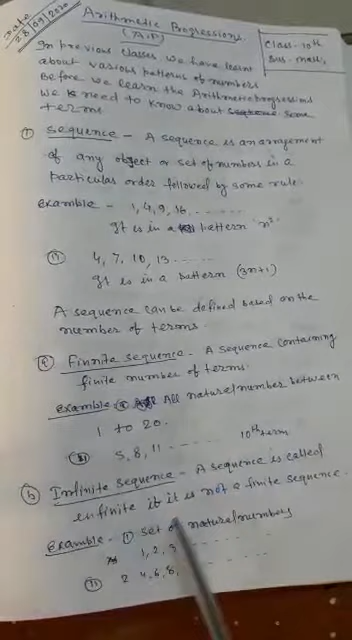 Date
28/09/2020
Arithmetic Progressions
(A.P)
Class - 10th
Sub - maths
In previous classes we have learnt
about various patterns of numbers
Before we learn the Arithmetic progressions
we need to know about some
terms
① Sequence - A sequence is an arrangement
of any object or set of numbers in a
particular order followed by some rule.
Example - 1, 4, 9, 16, ......
It is in a pattern 'n²'
(ii) 4, 7, 10, 13 .....
It is in a pattern (3n+1)
A sequence can be defined based on the
number of terms.
(a) Finite sequence - A sequence containing
finite number of terms.
Example - All natural number between
1 to 20.
(ii) 5, 8, 11 ------ 10th term
(b) Infinite sequence - A sequence is called
infinite if it is not a finite sequence.
Example - (i) Set of natural numbers
1, 2, 3 ------
(ii) 2 4, 6, 8, ------